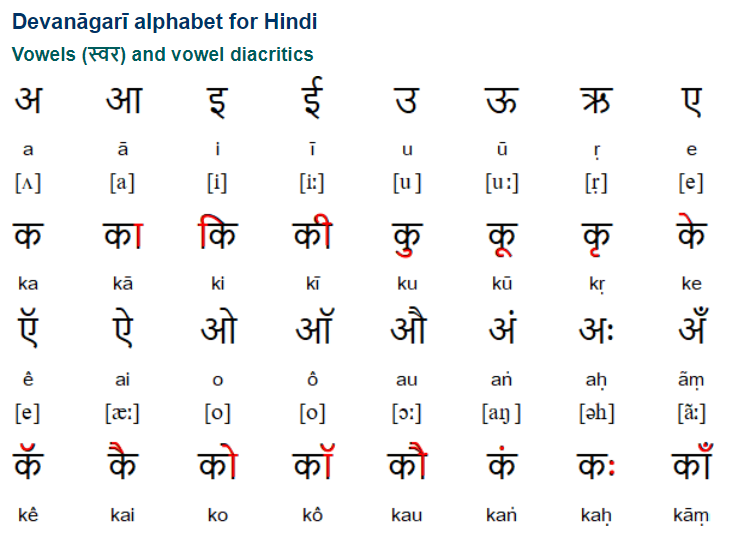 Devanāgarī alphabet for Hindi
Vowels (स्वर) and vowel diacritics
अ आ इ ई उ ऊ ऋ ए
a ā i ī u ū ṛ e
[ʌ] [a] [i] [iː] [u] [uː] [ṛ] [e]
क का कि की कु कू कृ के
ka kā ki kī ku kū kṛ ke
ऍ ऐ ओ ऑ औ अं अः अँ
ê ai o ô au aṅ aḥ ãṃ
[e] [æː] [o] [o] [ɔː] [aŋ] [əh] [ãː]
कॅ कै को कॉ कौ कं कः काँ
kê kai ko kô kau kaṅ kaḥ kāṃ